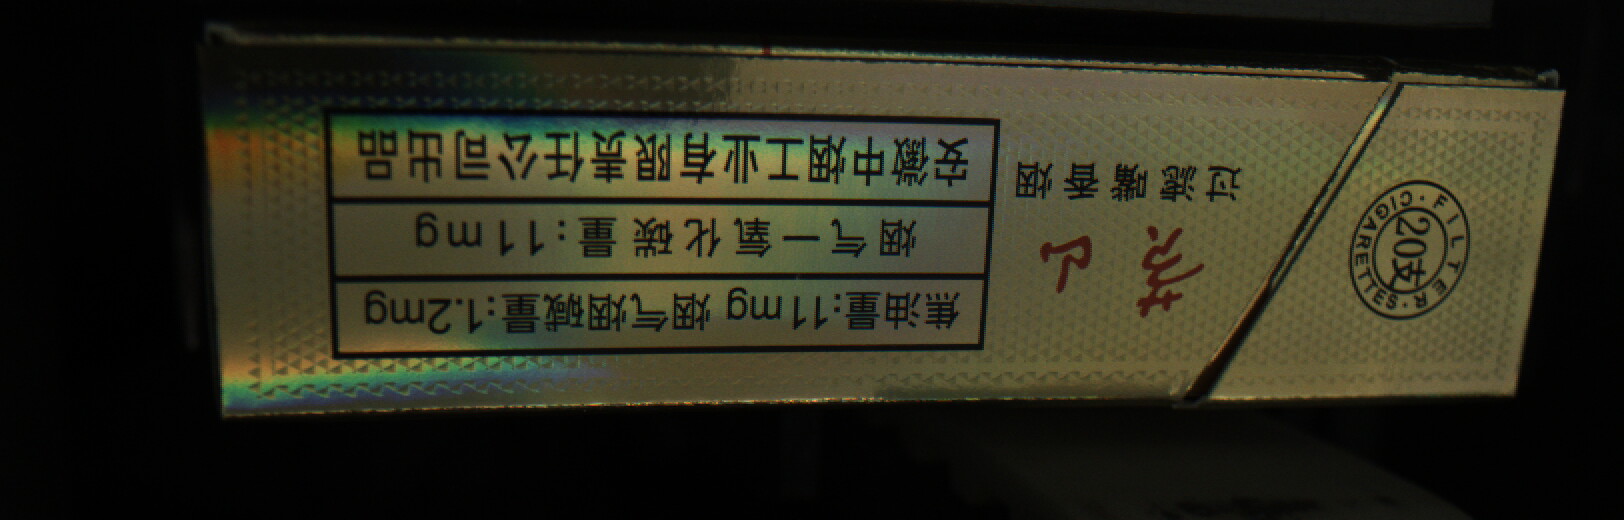 FILTER·CIGARETTES·
20支
黄山
过滤嘴香烟
焦油量:11mg 烟气烟碱量:1.2mg
烟气一氧化碳量:11mg
安徽中烟工业有限责任公司出品